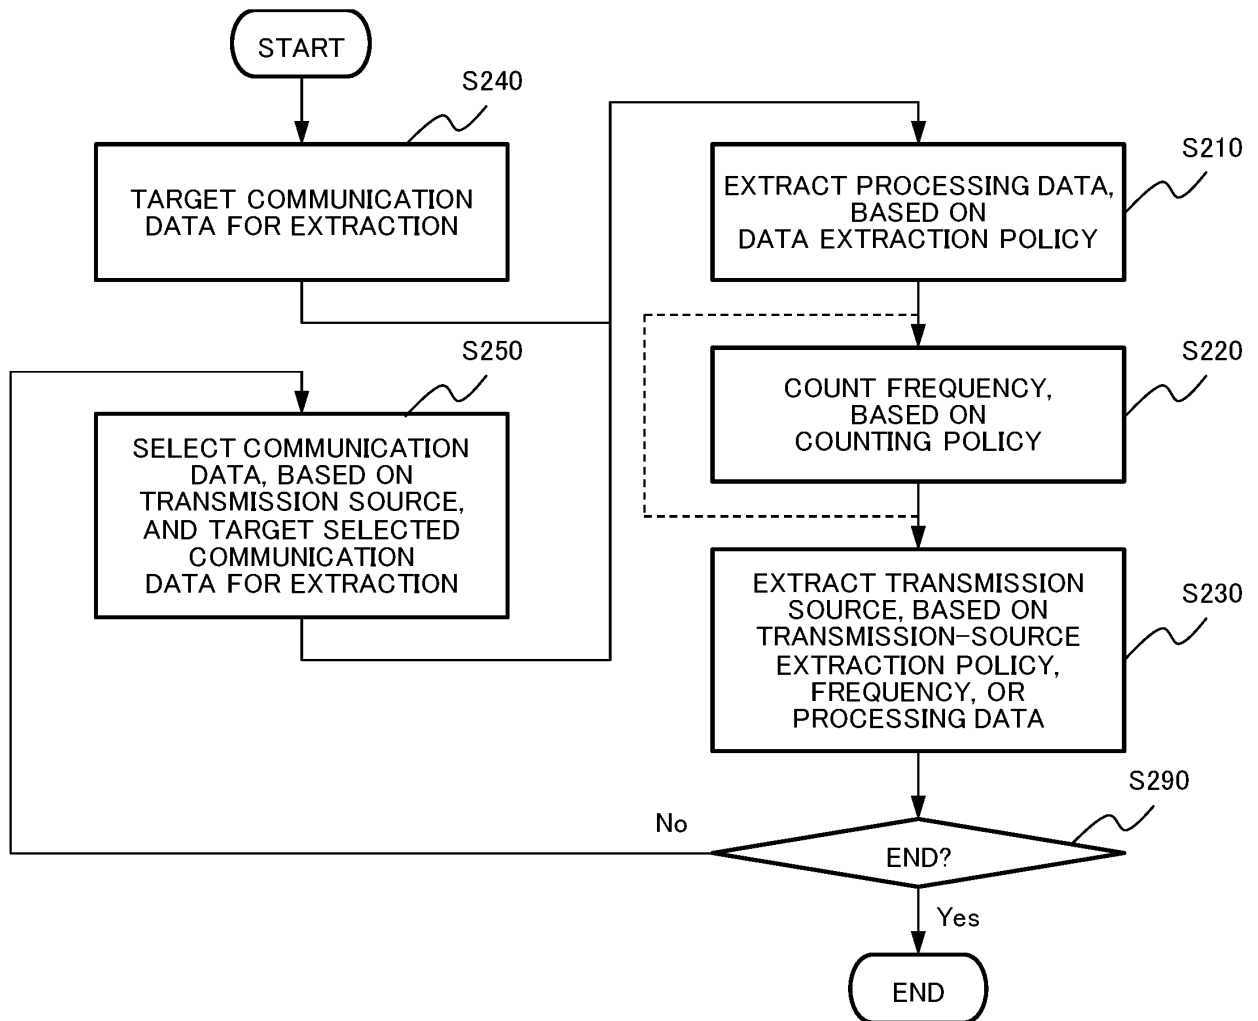 START
S240
TARGET COMMUNICATION
DATA FOR EXTRACTION
S250
SELECT COMMUNICATION
DATA, BASED ON
TRANSMISSION SOURCE,
AND TARGET SELECTED
COMMUNICATION
DATA FOR EXTRACTION
S210
EXTRACT PROCESSING DATA,
BASED ON
DATA EXTRACTION POLICY
S220
COUNT FREQUENCY,
BASED ON
COUNTING POLICY
S230
EXTRACT TRANSMISSION
SOURCE, BASED ON
TRANSMISSION-SOURCE
EXTRACTION POLICY,
FREQUENCY, OR
PROCESSING DATA
S290
No
END?
Yes
END